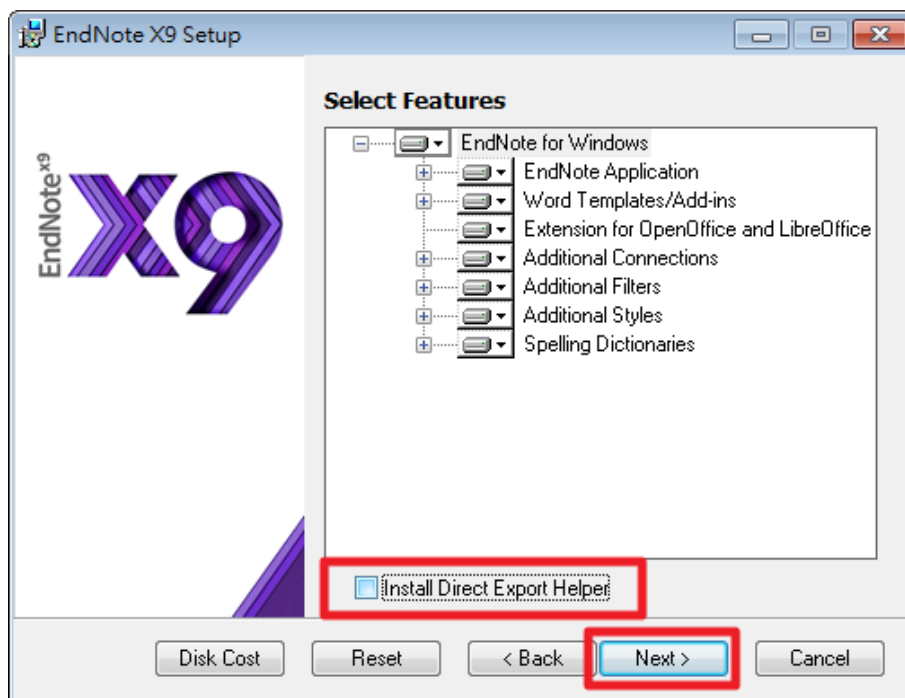 EndNote X9 Setup
EndNote X9
X9
Select Features
EndNote for Windows
EndNote Application
Word Templates/Add-ins
Extension for OpenOffice and LibreOffice
Additional Connections
Additional Filters
Additional Styles
Spelling Dictionaries
Install Direct Export Helper
Disk Cost
Reset
< Back
Next >
Cancel